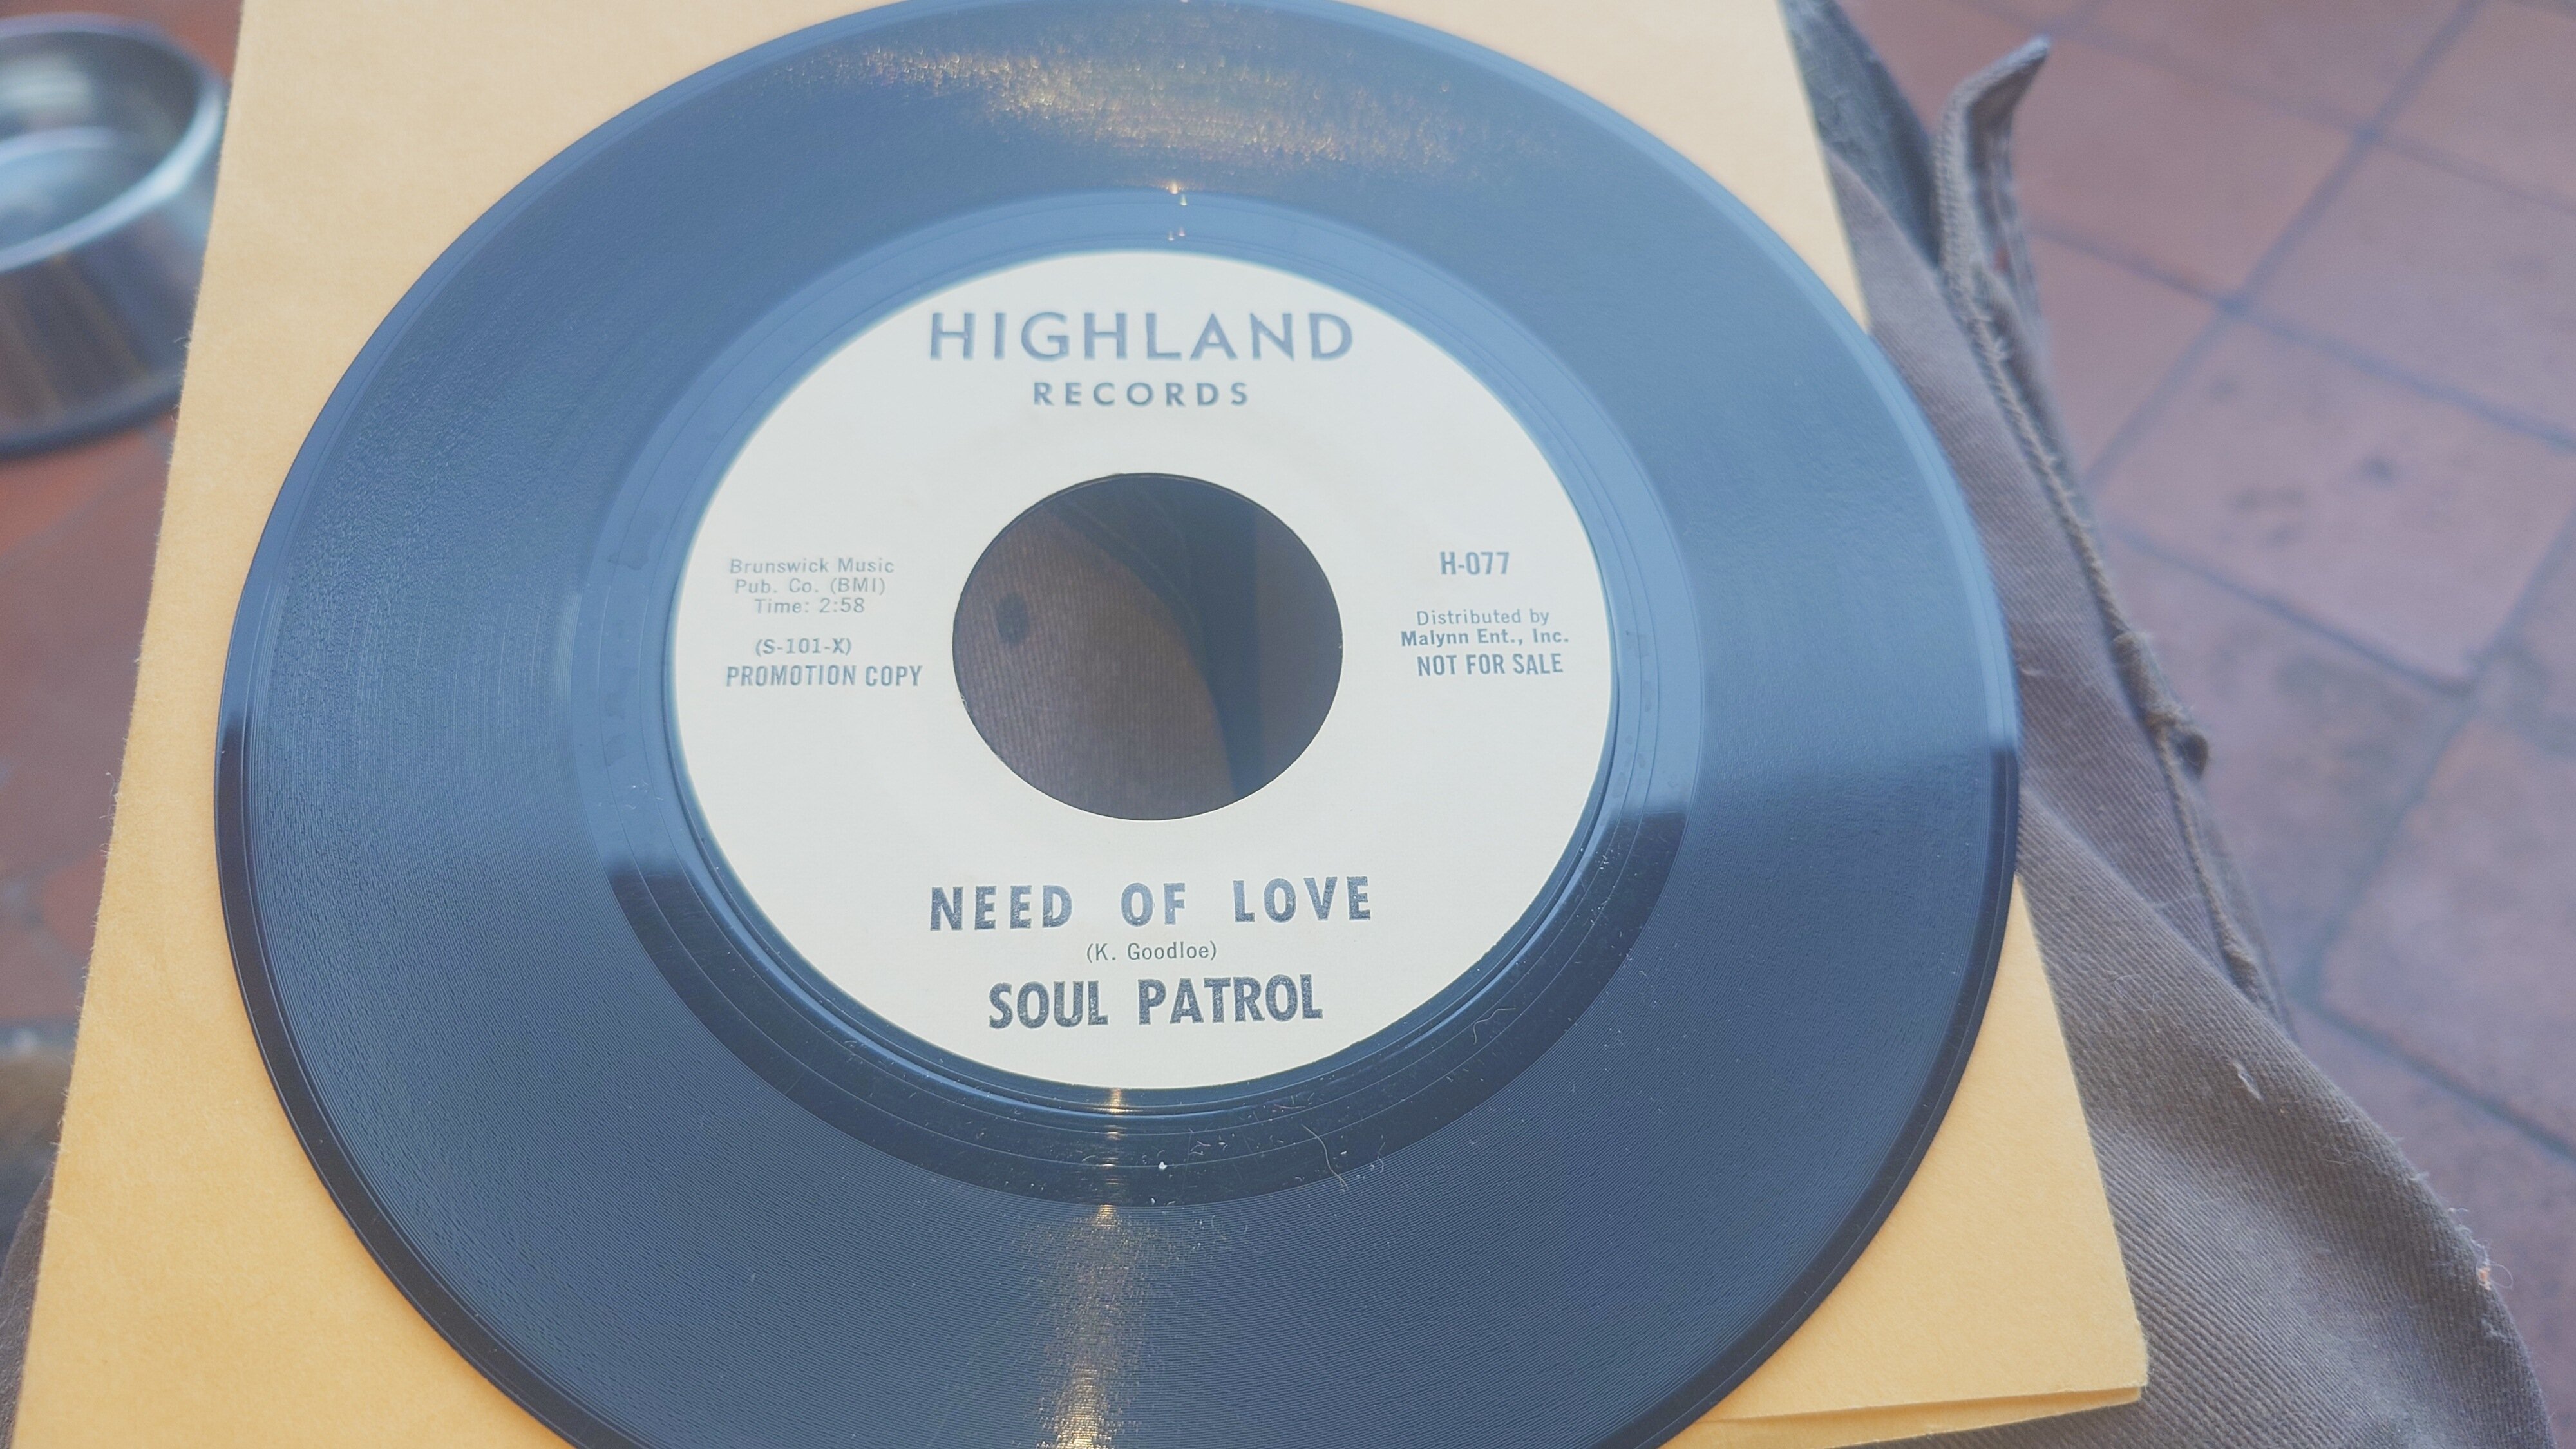 HIGHLAND
RECORDS
Brunswick Music
Pub. Co. (BMI)
Time: 2:58
(S-101-X)
PROMOTION COPY
H-077
Distributed by
Malynn Ent., Inc.
NOT FOR SALE
NEED OF LOVE
(K. Goodloe)
SOUL PATROL